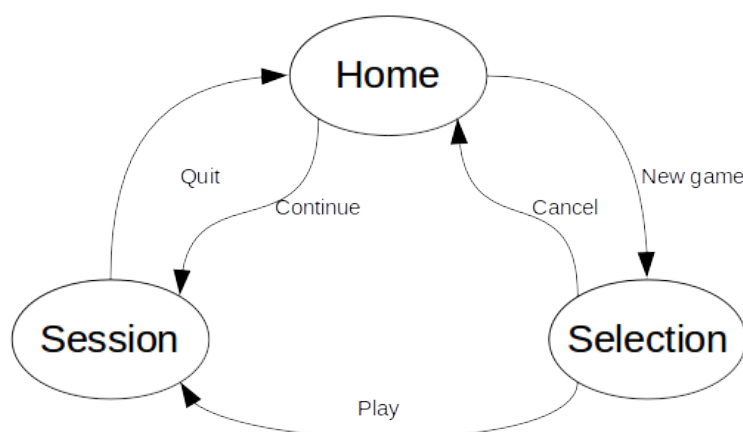 Home
Quit
New game
Continue
Cancel
Session
Selection
Play